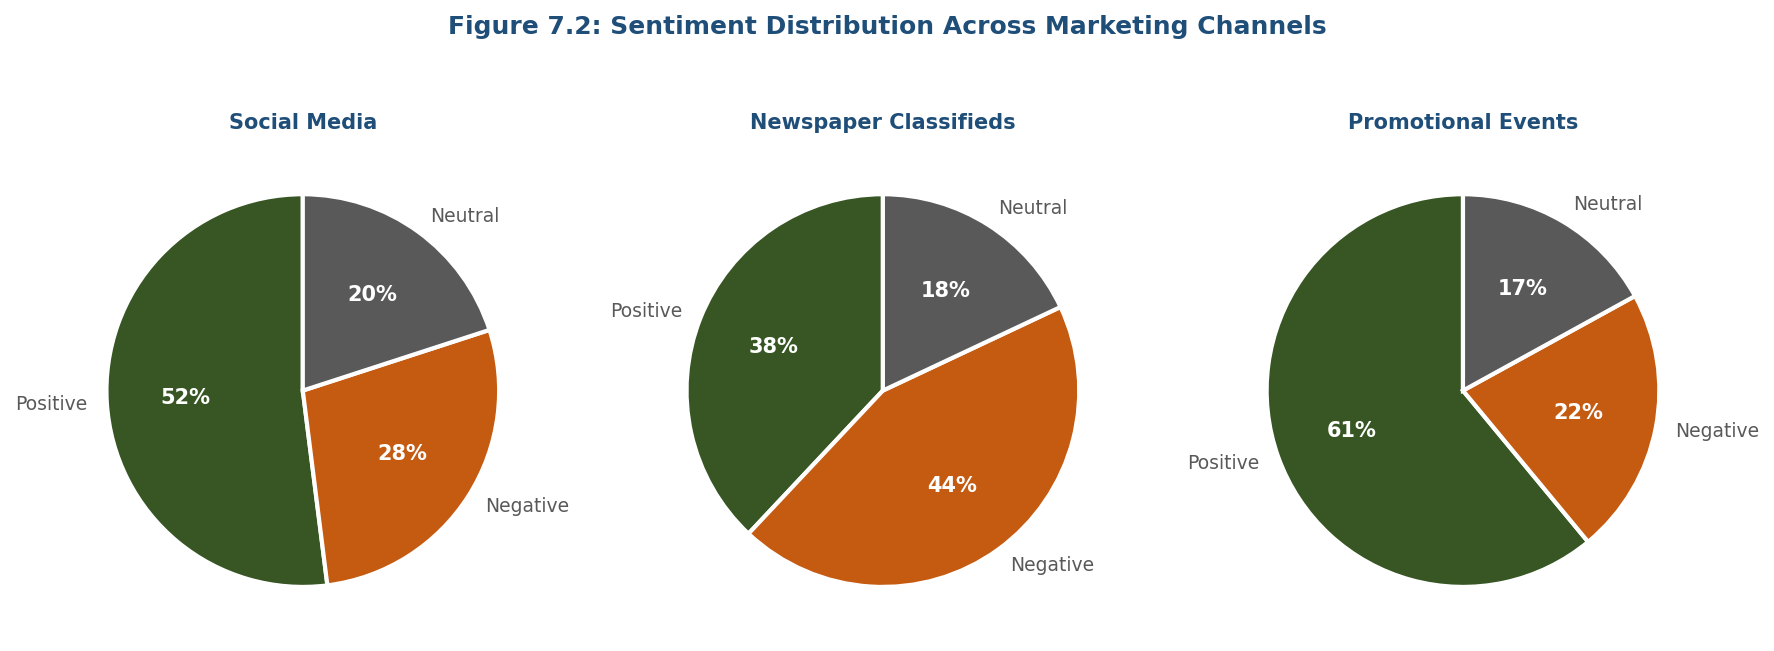 Figure 7.2: Sentiment Distribution Across Marketing Channels
Social Media
Neutral
20%
Positive
52%
28%
Negative
Newspaper Classifieds
Neutral
18%
Positive
38%
44%
Negative
Promotional Events
Neutral
17%
22%
Negative
61%
Positive